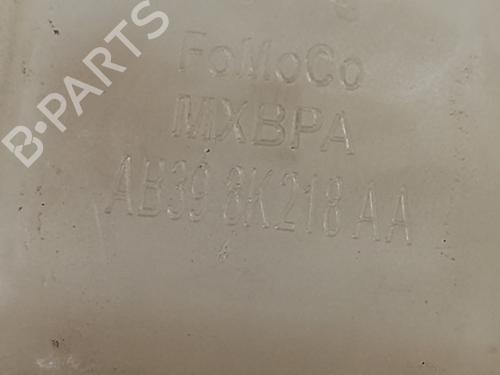 B-PARTS
FoMoCo
MXBPA
AB39 8K218 AA